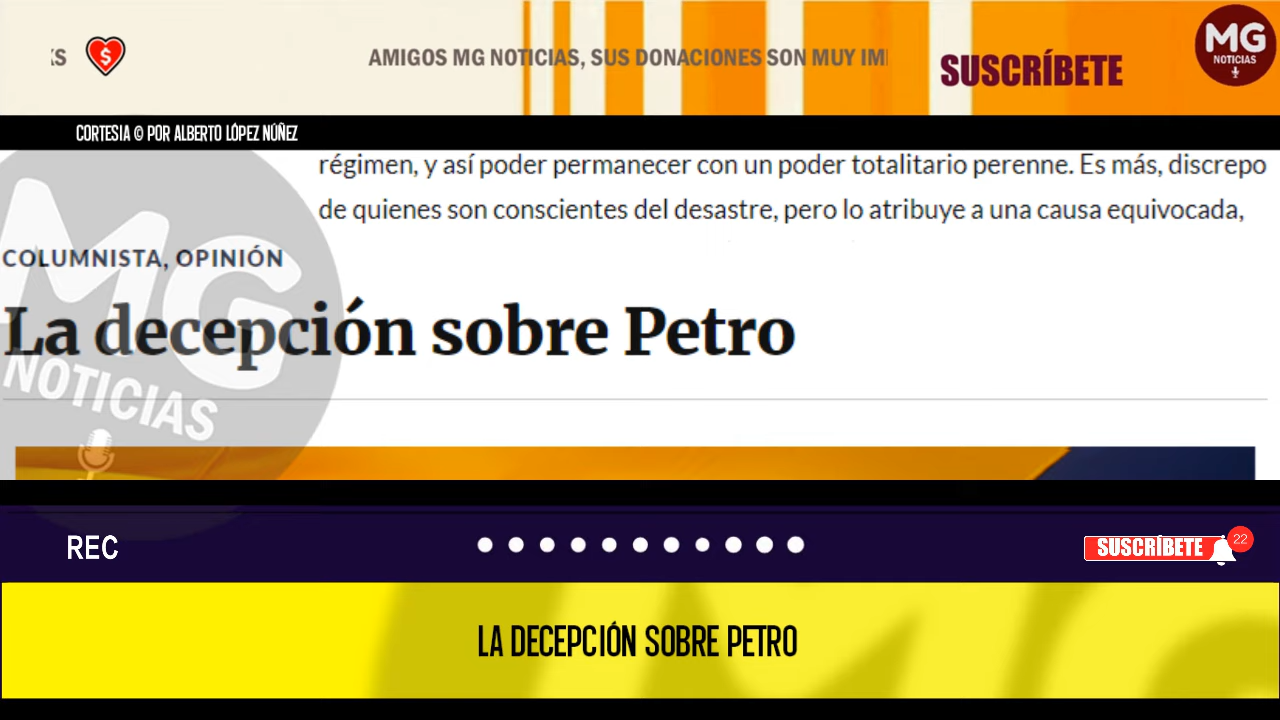 AMIGOS MG NOTICIAS, SUS DONACIONES SON MUY
SUSCRÍBETE
MG
NOTICIAS
CORTESIA © POR ALBERTO LÓPEZ NÚÑEZ
régimen, y así poder permanecer con un poder totalitario perenne. Es más, discrepo
de quienes son conscientes del desastre, pero lo atribuye a una causa equivocada,
COLUMNISTA, OPINIÓN
La decepción sobre Petro
MG
NOTICIAS
REC
SUSCRÍBETE
22
LA DECEPCIÓN SOBRE PETRO